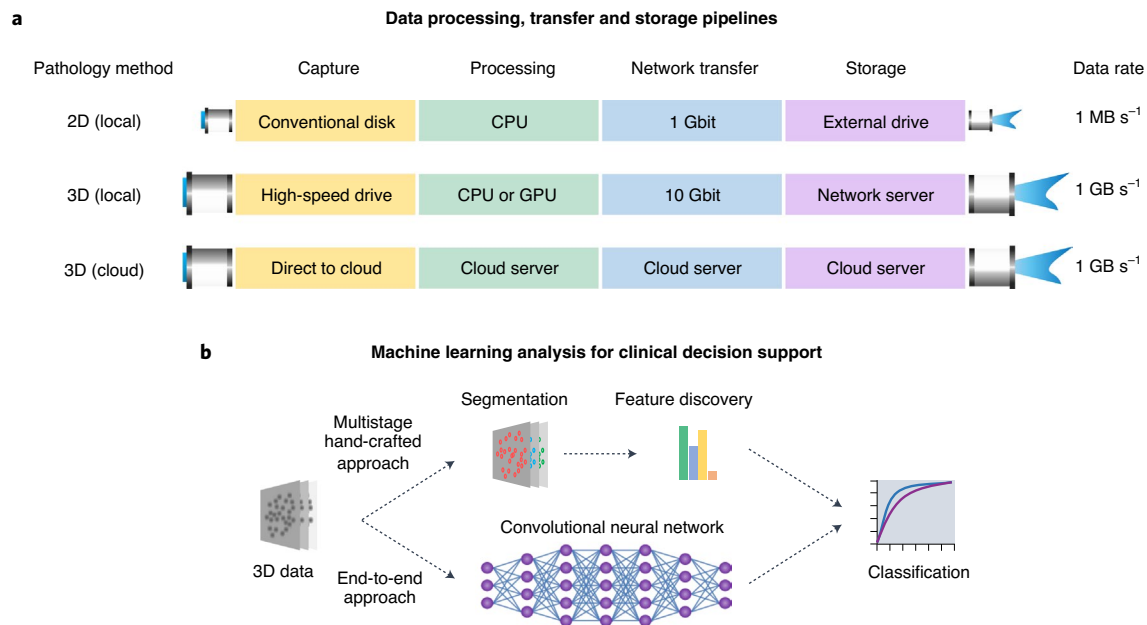 a
Data processing, transfer and storage pipelines
Pathology method Capture Processing Network transfer Storage Data rate
2D (local) Conventional disk CPU 1 Gbit External drive 1 MB s⁻¹
3D (local) High-speed drive CPU or GPU 10 Gbit Network server 1 GB s⁻¹
3D (cloud) Direct to cloud Cloud server Cloud server Cloud server 1 GB s⁻¹
b
Machine learning analysis for clinical decision support
Multistage
hand-crafted
approach
Segmentation
Feature discovery
3D data
End-to-end
approach
Convolutional neural network
Classification